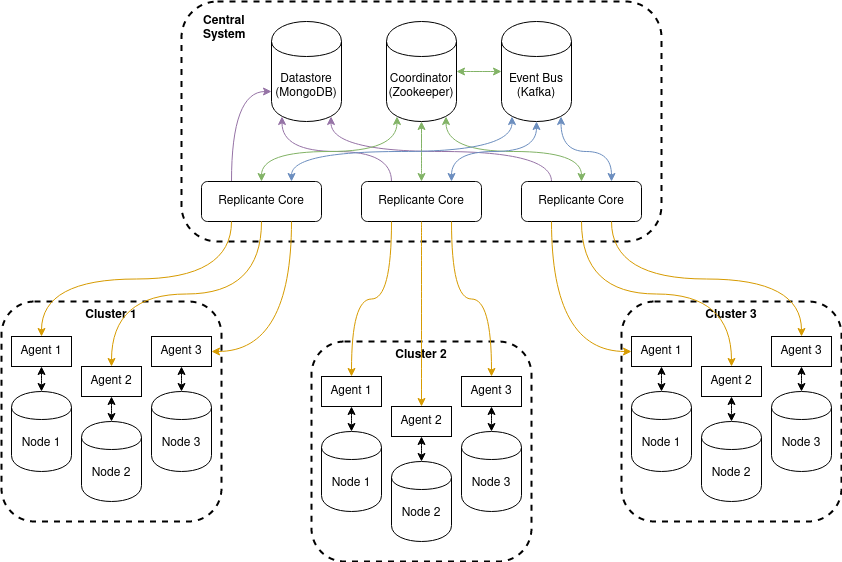 Central
System
Datastore
(MongoDB)
Coordinator
(Zookeeper)
Event Bus
(Kafka)
Replicante Core
Replicante Core
Replicante Core
Cluster 1
Agent 1
Agent 2
Agent 3
Node 1
Node 2
Node 3
Cluster 2
Agent 1
Agent 2
Agent 3
Node 1
Node 2
Node 3
Cluster 3
Agent 1
Agent 2
Agent 3
Node 1
Node 2
Node 3